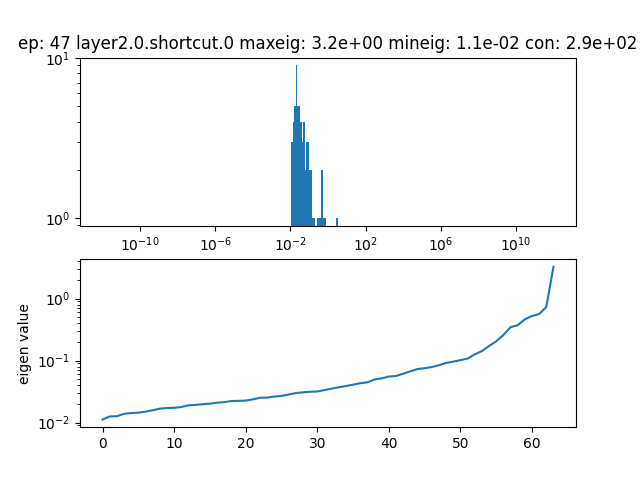 ep: 47 layer2.0.shortcut.0 maxeig: 3.2e+00 mineig: 1.1e-02 con: 2.9e+02
10¹
10⁰
10⁻¹⁰ 10⁻⁶ 10⁻² 10² 10⁶ 10¹⁰
eigen value
10⁰
10⁻¹
10⁻²
0 10 20 30 40 50 60